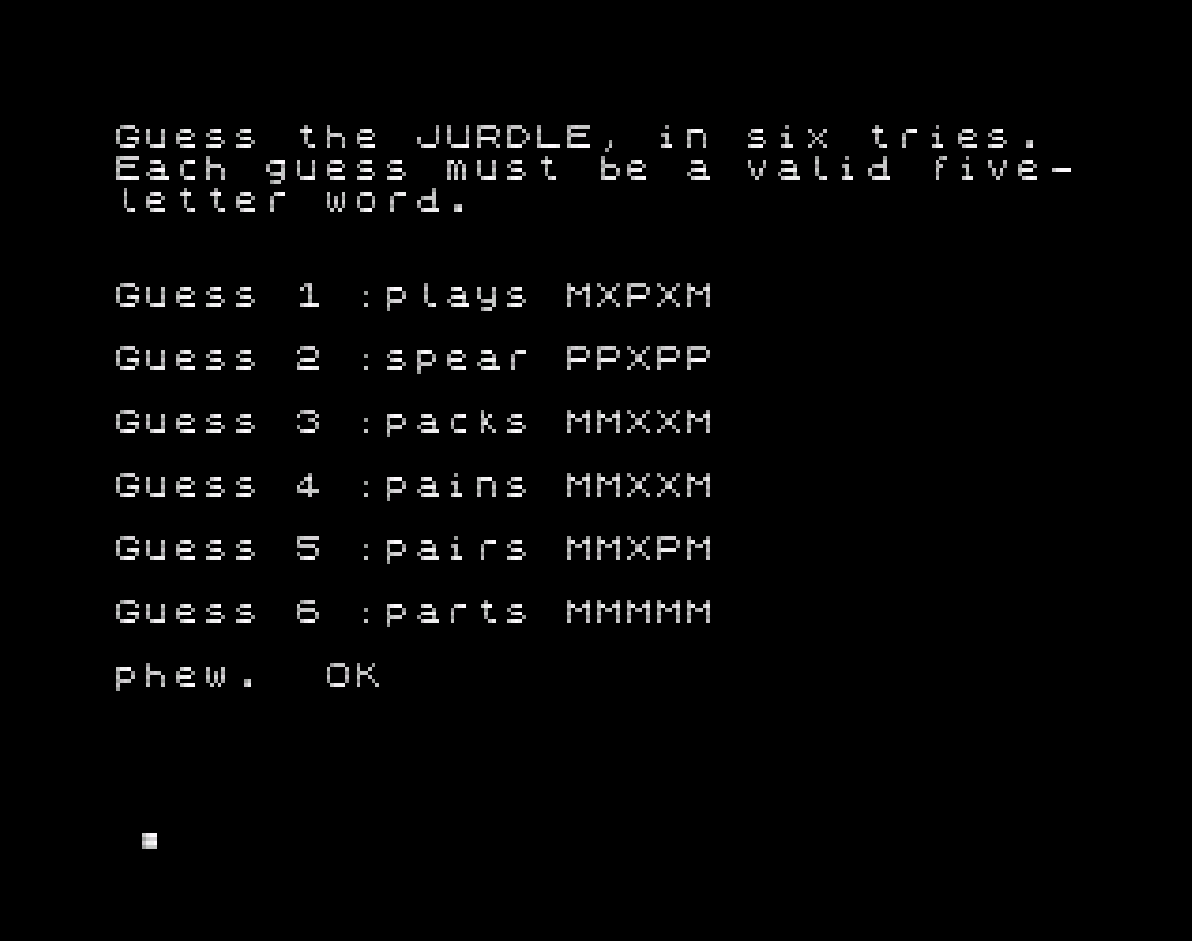 Guess the JURDLE, in six tries.
Each guess must be a valid five-
letter word.
Guess 1 :plays MXPXM
Guess 2 :spear PPXPP
Guess 3 :packs MMXXM
Guess 4 :pains MMXXM
Guess 5 :pairs MMXPM
Guess 6 :parts MMMMM
phew. OK